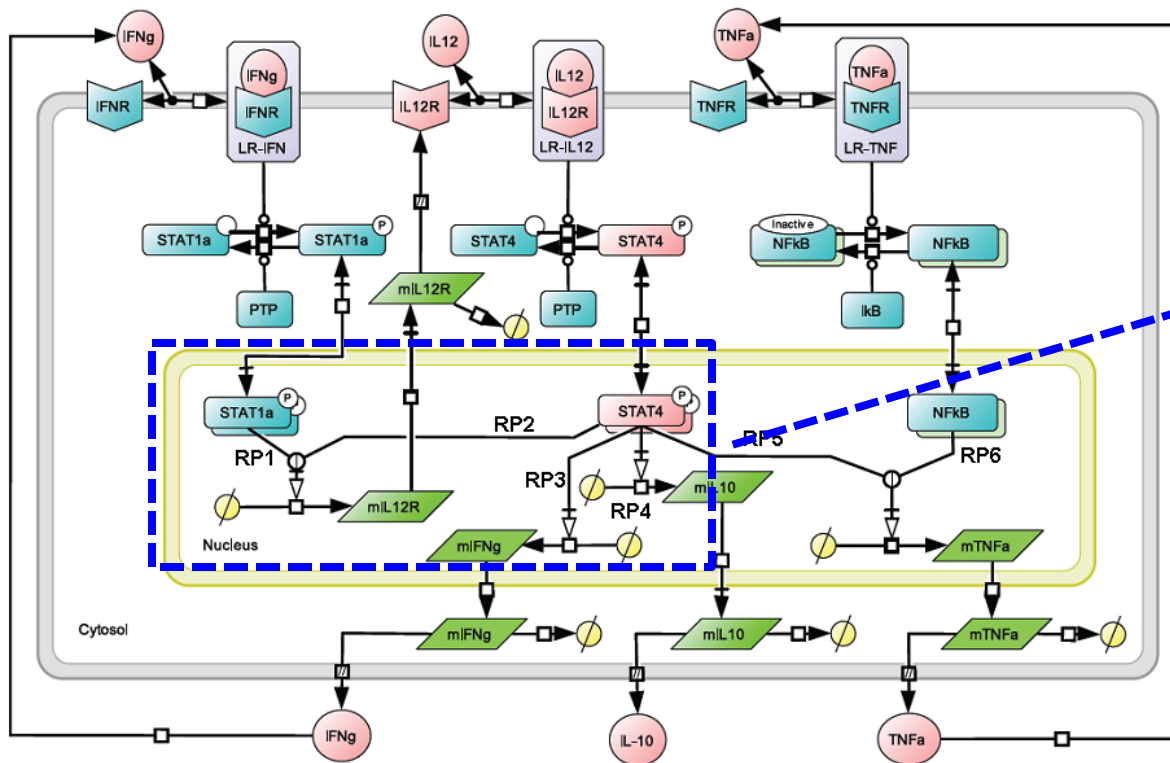 IFNg
IL12
TNFa
IFNR
IFNg
IFNR
LR-IFN
IL12R
IL12
IL12R
LR-IL12
TNFR
TNFa
TNFR
LR-TNF
STAT1a
STAT1a
P
STAT4
STAT4
P
Inactive
NFkB
NFkB
PTP
mIL12R
PTP
IkB
STAT1a
P
P
STAT4
P
P
NFkB
RP1
RP2
RP3
RP4
RP5
RP6
mIL12R
mIL10
Nucleus
mIFNg
mTNFa
Cytosol
mIFNg
mIL10
mTNFa
IFNg
IL-10
TNFa